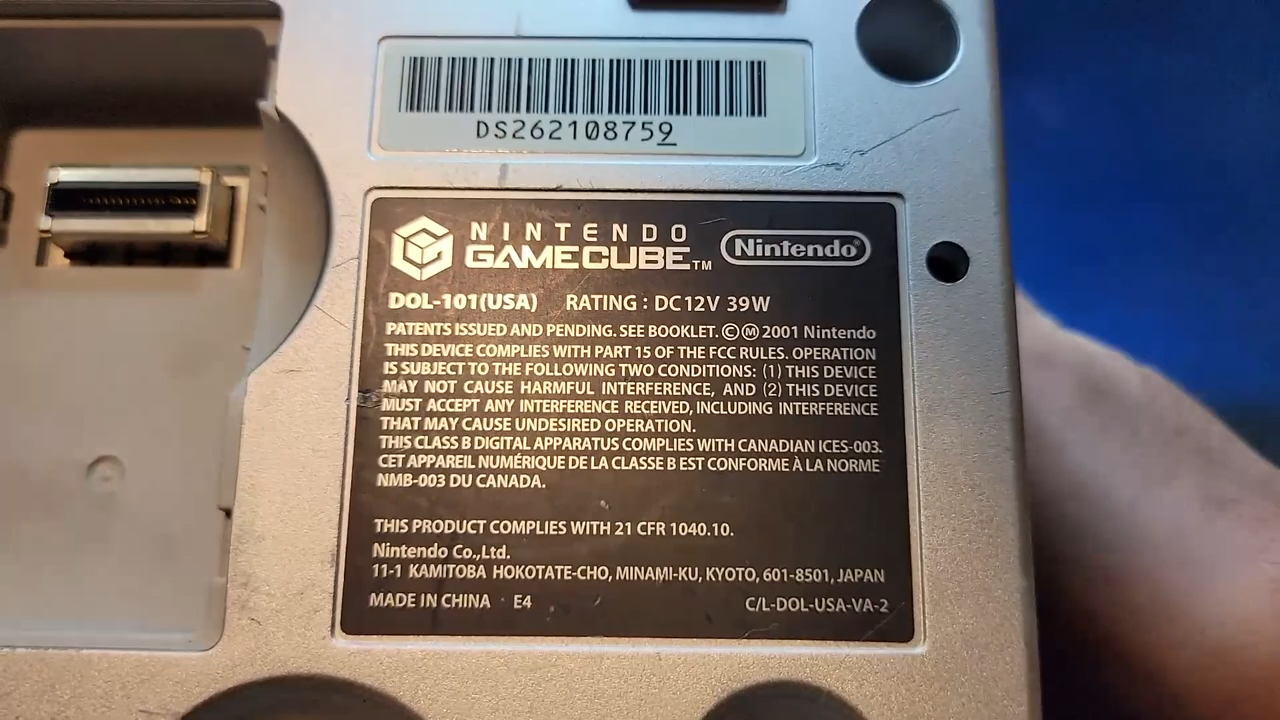 DS262108759
NINTENDO
GAMECUBE™
Nintendo®
DOL-101(USA) RATING : DC12V 39W
PATENTS ISSUED AND PENDING. SEE BOOKLET. ©Ⓜ 2001 Nintendo
THIS DEVICE COMPLIES WITH PART 15 OF THE FCC RULES. OPERATION
IS SUBJECT TO THE FOLLOWING TWO CONDITIONS: (1) THIS DEVICE
MAY NOT CAUSE HARMFUL INTERFERENCE, AND (2) THIS DEVICE
MUST ACCEPT ANY INTERFERENCE RECEIVED, INCLUDING INTERFERENCE
THAT MAY CAUSE UNDESIRED OPERATION.
THIS CLASS B DIGITAL APPARATUS COMPLIES WITH CANADIAN ICES-003.
CET APPAREIL NUMÉRIQUE DE LA CLASSE B EST CONFORME À LA NORME
NMB-003 DU CANADA.
THIS PRODUCT COMPLIES WITH 21 CFR 1040.10.
Nintendo Co.,Ltd.
11-1 KAMITOBA HOKOTATE-CHO, MINAMI-KU, KYOTO, 601-8501, JAPAN
MADE IN CHINA E4 C/L-DOL-USA-VA-2